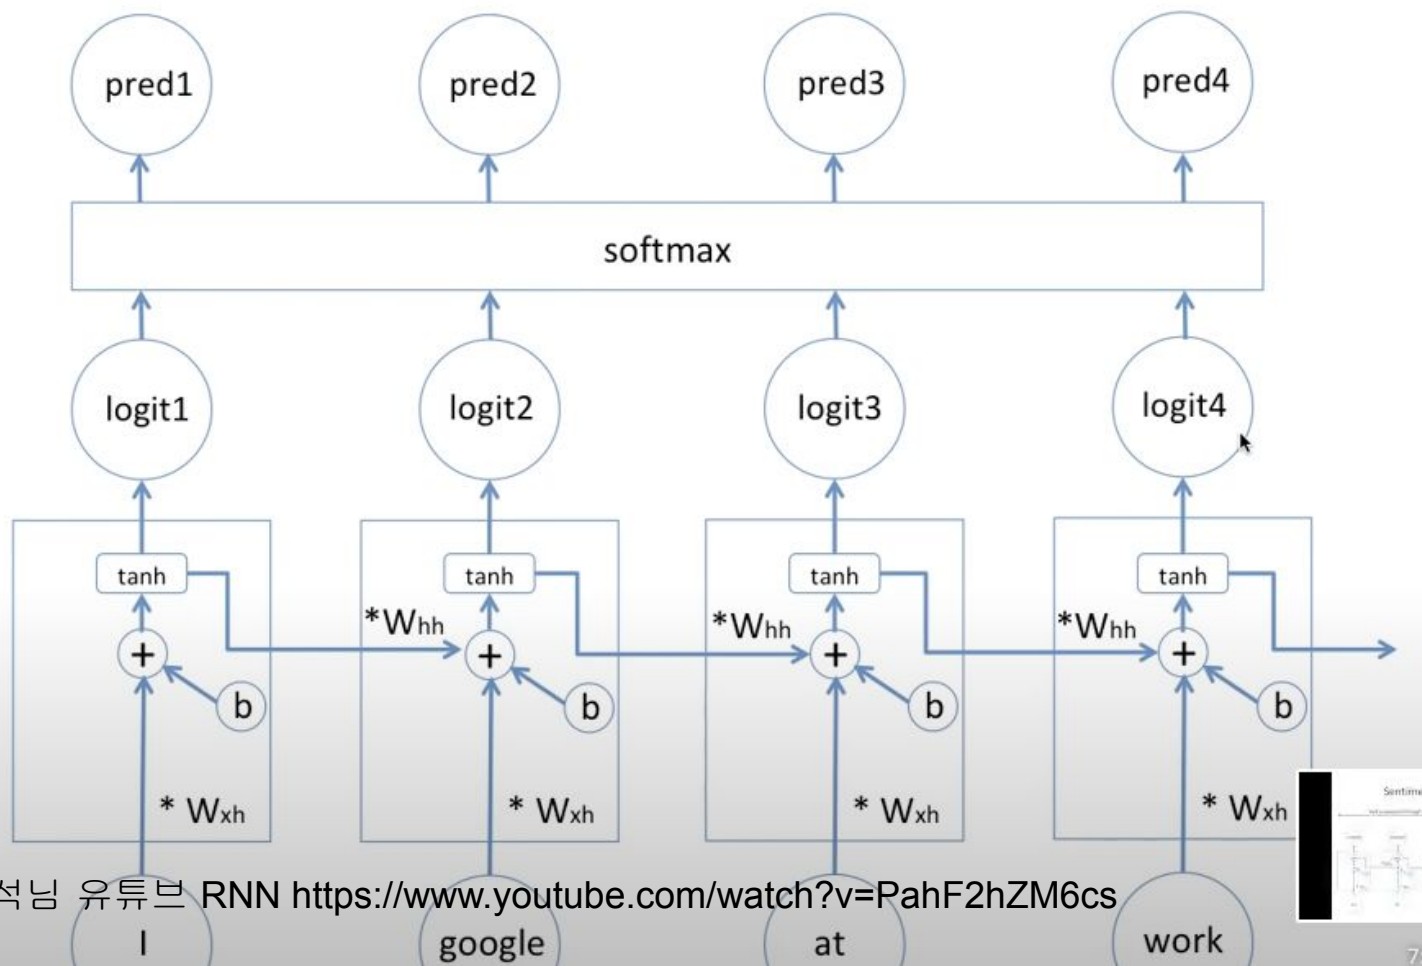 pred1 pred2 pred3 pred4
softmax
logit1 logit2 logit3 logit4
tanh tanh tanh tanh
*Whh *Whh *Whh
+ + + +
b b b b
* Wxh * Wxh * Wxh * Wxh
Sentime
석님 유튜브 RNN https://www.youtube.com/watch?v=PahF2hZM6cs
I google at work